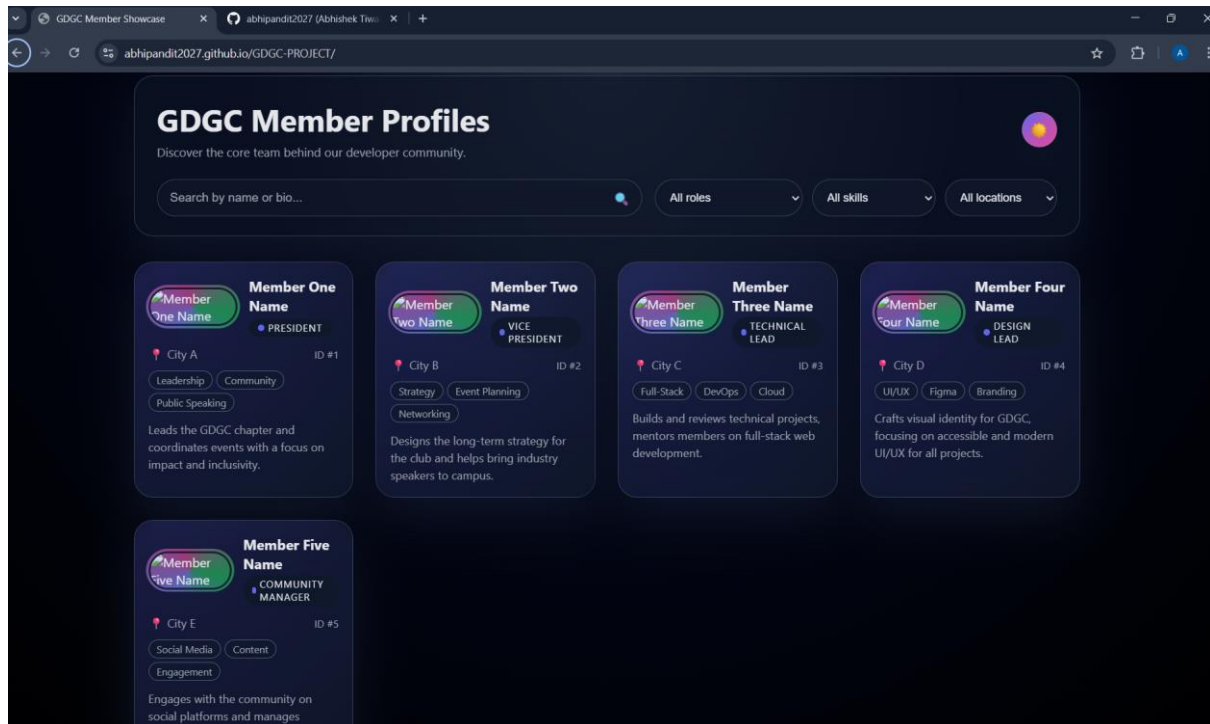 GDGC Member Showcase
abhipandit2027 (Abhishek Tiwa
abhipandit2027.github.io/GDGC-PROJECT/
A
GDGC Member Profiles
Discover the core team behind our developer community.
Search by name or bio...
All roles
All skills
All locations
Member
One Name
Member One
Name
PRESIDENT
City A
ID #1
Leadership
Community
Public Speaking
Leads the GDGC chapter and
coordinates events with a focus on
impact and inclusivity.
Member
Two Name
Member Two
Name
VICE
PRESIDENT
City B
ID #2
Strategy
Event Planning
Networking
Designs the long-term strategy for
the club and helps bring industry
speakers to campus.
Member
Three Name
Member
Three Name
TECHNICAL
LEAD
City C
ID #3
Full-Stack
DevOps
Cloud
Builds and reviews technical projects,
mentors members on full-stack web
development.
Member
Four Name
Member Four
Name
DESIGN
LEAD
City D
ID #4
UI/UX
Figma
Branding
Crafts visual identity for GDGC,
focusing on accessible and modern
UI/UX for all projects.
Member
Five Name
Member Five
Name
COMMUNITY
MANAGER
City E
ID #5
Social Media
Content
Engagement
Engages with the community on
social platforms and manages